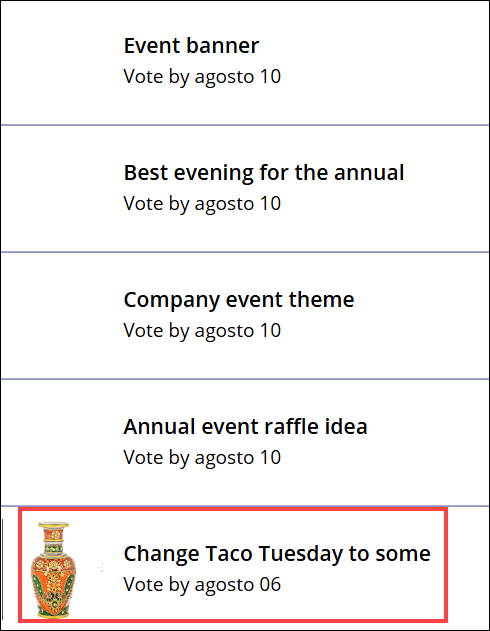 Event banner
Vote by agosto 10
Best evening for the annual
Vote by agosto 10
Company event theme
Vote by agosto 10
Annual event raffle idea
Vote by agosto 10
Change Taco Tuesday to some
Vote by agosto 06